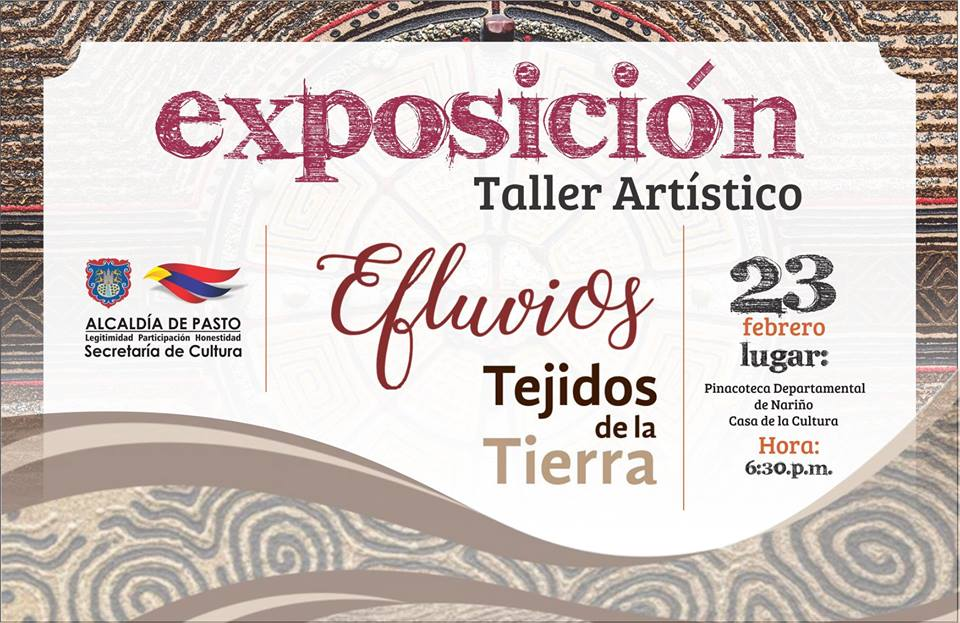 exposición
Taller Artístico
ALCALDÍA DE PASTO
Legitimidad Participación Honestidad
Secretaría de Cultura
Efluvios
Tejidos
de la
Tierra
23
febrero
lugar:
Pinacoteca Departamental
de Nariño
Casa de la Cultura
Hora:
6:30.p.m.